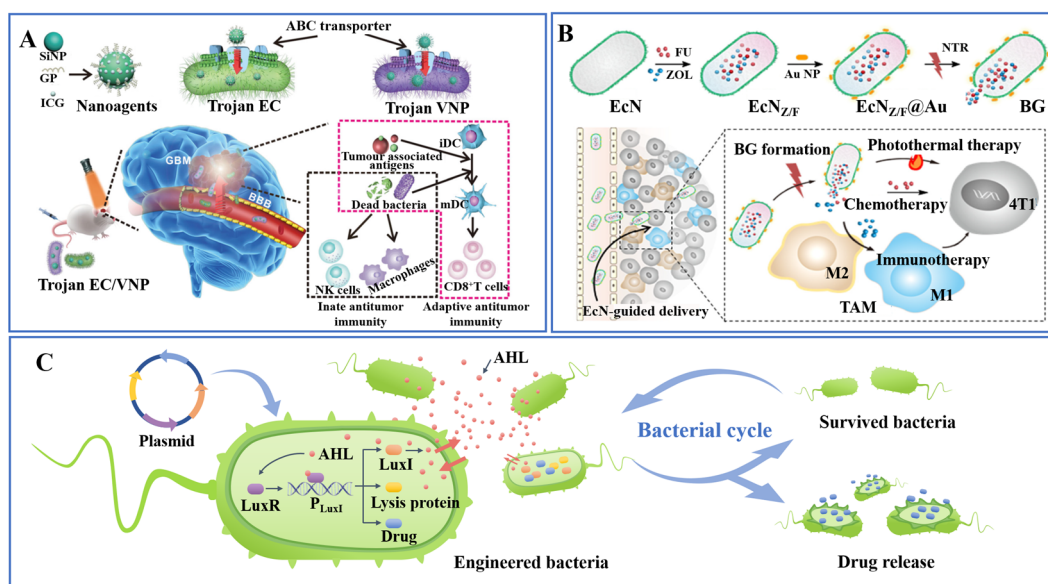 A
SiNP
GP
ICG
Nanoagents
ABC transporter
Trojan EC
Trojan VNP
GBM
BBB
Trojan EC/VNP
Tumour associated
antigens
iDC
Dead bacteria
mDC
NK cells
Macrophages
CD8⁺T cells
Inate antitumor
immunity
Adaptive antitumor
immunity
B
FU
ZOL
Au NP
NTR
EcN
EcN_Z/F
EcN_Z/F@Au
BG
EcN-guided delivery
BG formation
Photothermal therapy
Chemotherapy
4T1
Immunotherapy
M2
M1
TAM
C
Plasmid
AHL
AHL
LuxI
LuxR
P_LuxI
Lysis protein
Drug
Engineered bacteria
Bacterial cycle
Survived bacteria
Drug release